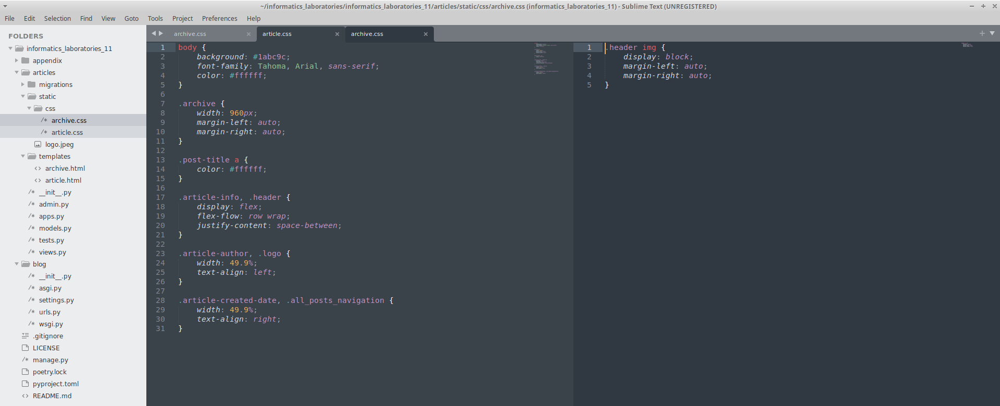 ~/informatics_laboratories/informatics_laboratories_11/articles/static/css/archive.css (informatics_laboratories_11) - Sublime Text (UNREGISTERED)
File Edit Selection Find View Goto Tools Project Preferences Help
FOLDERS
informatics_laboratories_11
appendix
articles
migrations
static
css
/* archive.css
/* article.css
logo.jpeg
templates
<> archive.html
<> article.html
/* __init__.py
/* admin.py
/* apps.py
/* models.py
/* tests.py
/* views.py
blog
/* __init__.py
/* asgi.py
/* settings.py
/* urls.py
/* wsgi.py
.gitignore
LICENSE
/* manage.py
poetry.lock
pyproject.toml
<> README.md
archive.css × article.css × archive.css ×
1 body {
2     background: #1abc9c;
3     font-family: Tahoma, Arial, sans-serif;
4     color: #ffffff;
5 }
6
7 .archive {
8     width: 960px;
9     margin-left: auto;
10     margin-right: auto;
11 }
12
13 .post-title a {
14     color: #ffffff;
15 }
16
17 .article-info, .header {
18     display: flex;
19     flex-flow: row wrap;
20     justify-content: space-between;
21 }
22
23 .article-author, .logo {
24     width: 49.9%;
25     text-align: left;
26 }
27
28 .article-created-date, .all_posts_navigation {
29     width: 49.9%;
30     text-align: right;
31 }
1 .header img {
2     display: block;
3     margin-left: auto;
4     margin-right: auto;
5 }